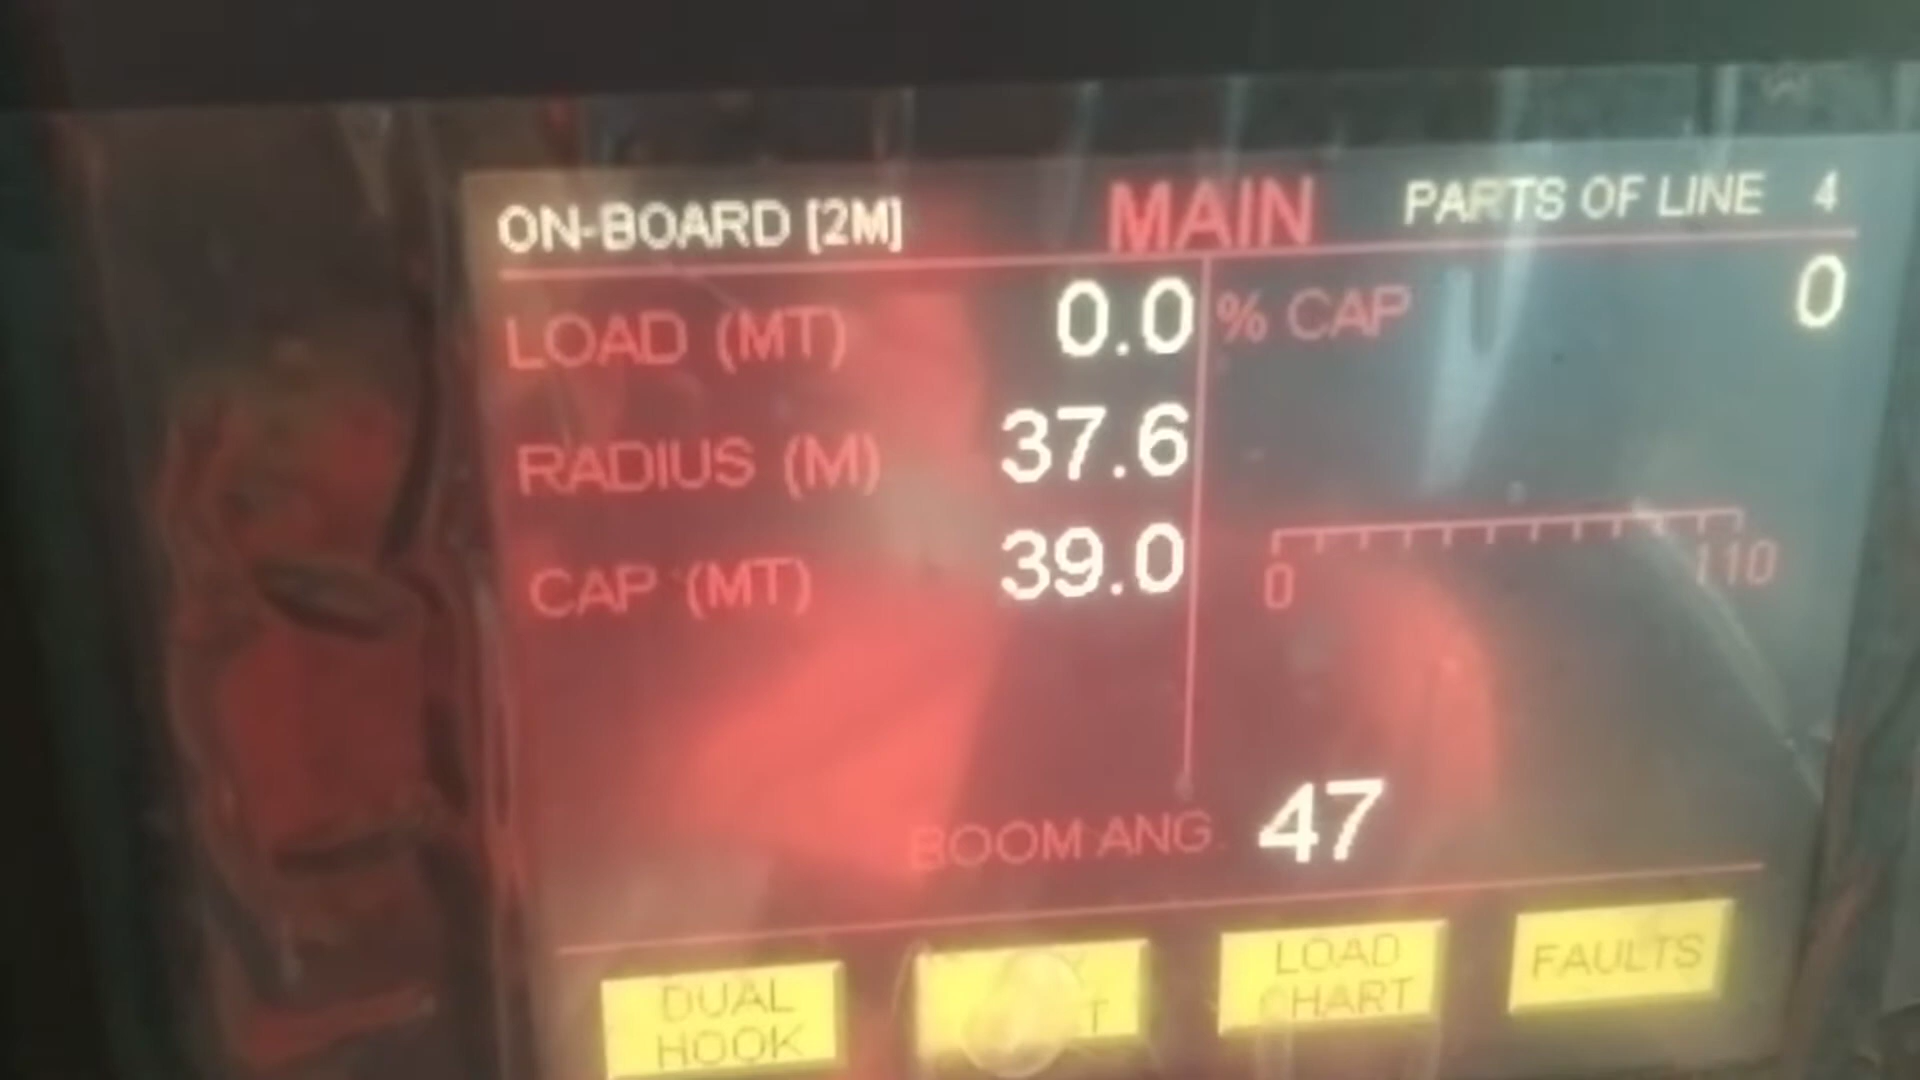 ON-BOARD [2M] MAIN PARTS OF LINE 4
LOAD (MT) 0.0 % CAP 0
RADIUS (M) 37.6
CAP (MT) 39.0
0 110
BOOM ANG. 47
DUAL HOOK
LOAD CHART
FAULTS